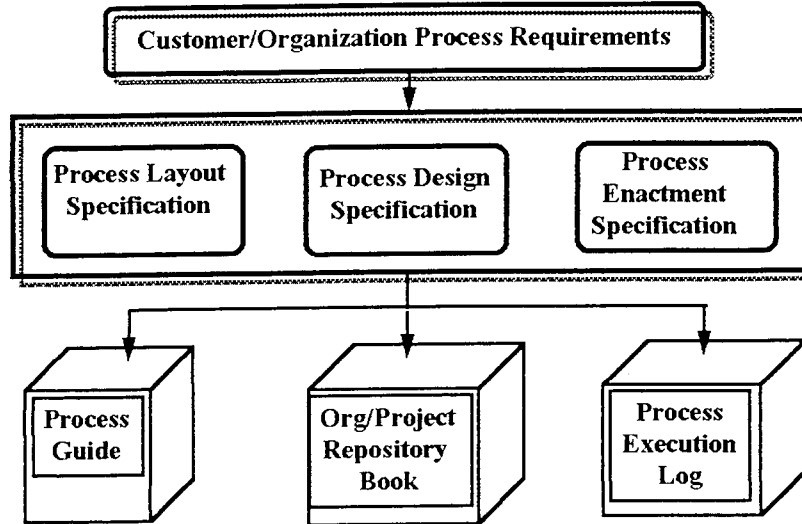 Customer/Organization Process Requirements
Process Layout
Specification
Process Design
Specification
Process
Enactment
Specification
Process
Guide
Org/Project
Repository
Book
Process
Execution
Log